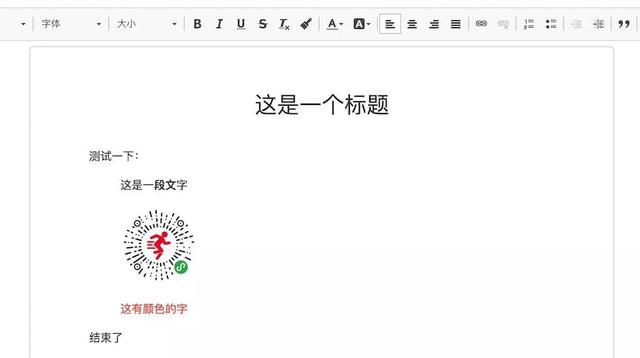 字体 大小 B I U S Tx A A
这是一个标题
测试一下：
这是一段文字
这有颜色的字
结束了